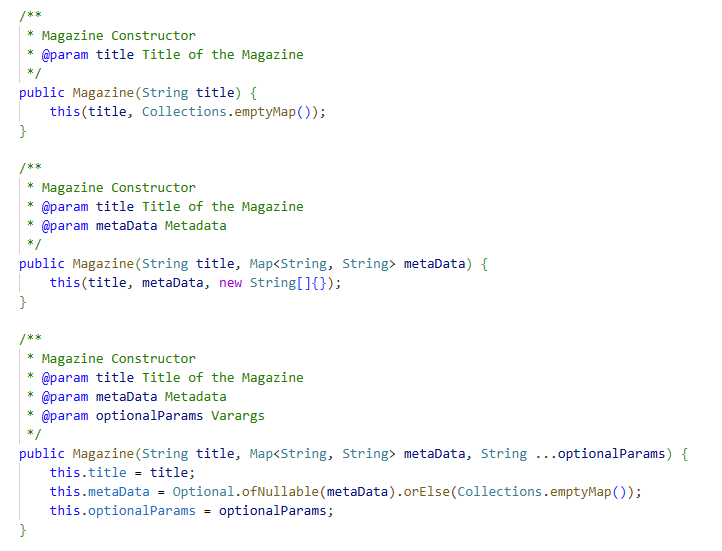 /**
 * Magazine Constructor
 * @param title Title of the Magazine
 */
public Magazine(String title) {
    this(title, Collections.emptyMap());
}

/**
 * Magazine Constructor
 * @param title Title of the Magazine
 * @param metaData Metadata
 */
public Magazine(String title, Map<String, String> metaData) {
    this(title, metaData, new String[]{});
}

/**
 * Magazine Constructor
 * @param title Title of the Magazine
 * @param metaData Metadata
 * @param optionalParams Varargs
 */
public Magazine(String title, Map<String, String> metaData, String ...optionalParams) {
    this.title = title;
    this.metaData = Optional.ofNullable(metaData).orElse(Collections.emptyMap());
    this.optionalParams = optionalParams;
}